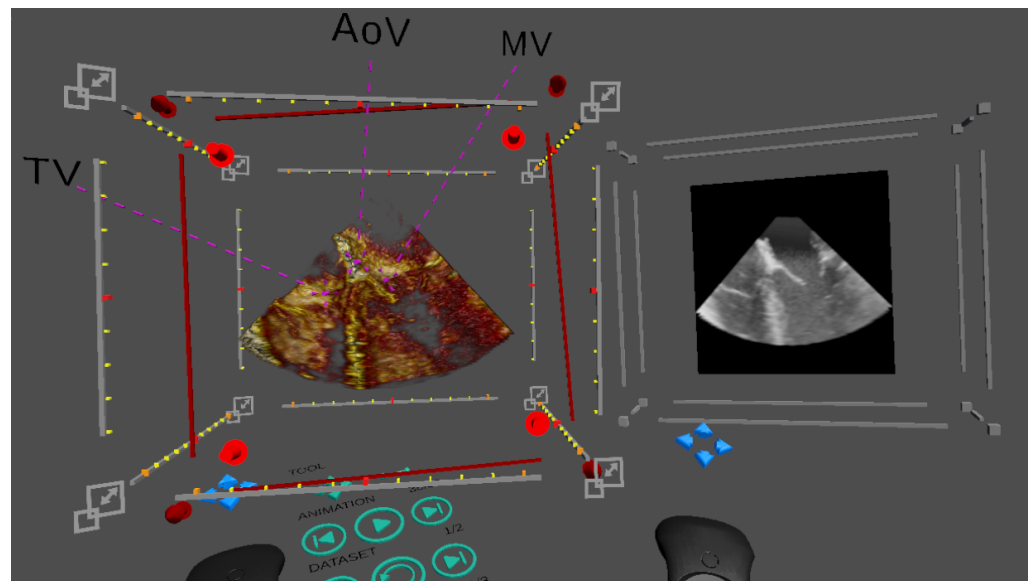 AoV
MV
TV
TOOL
ANIMATION
1/2
DATASET